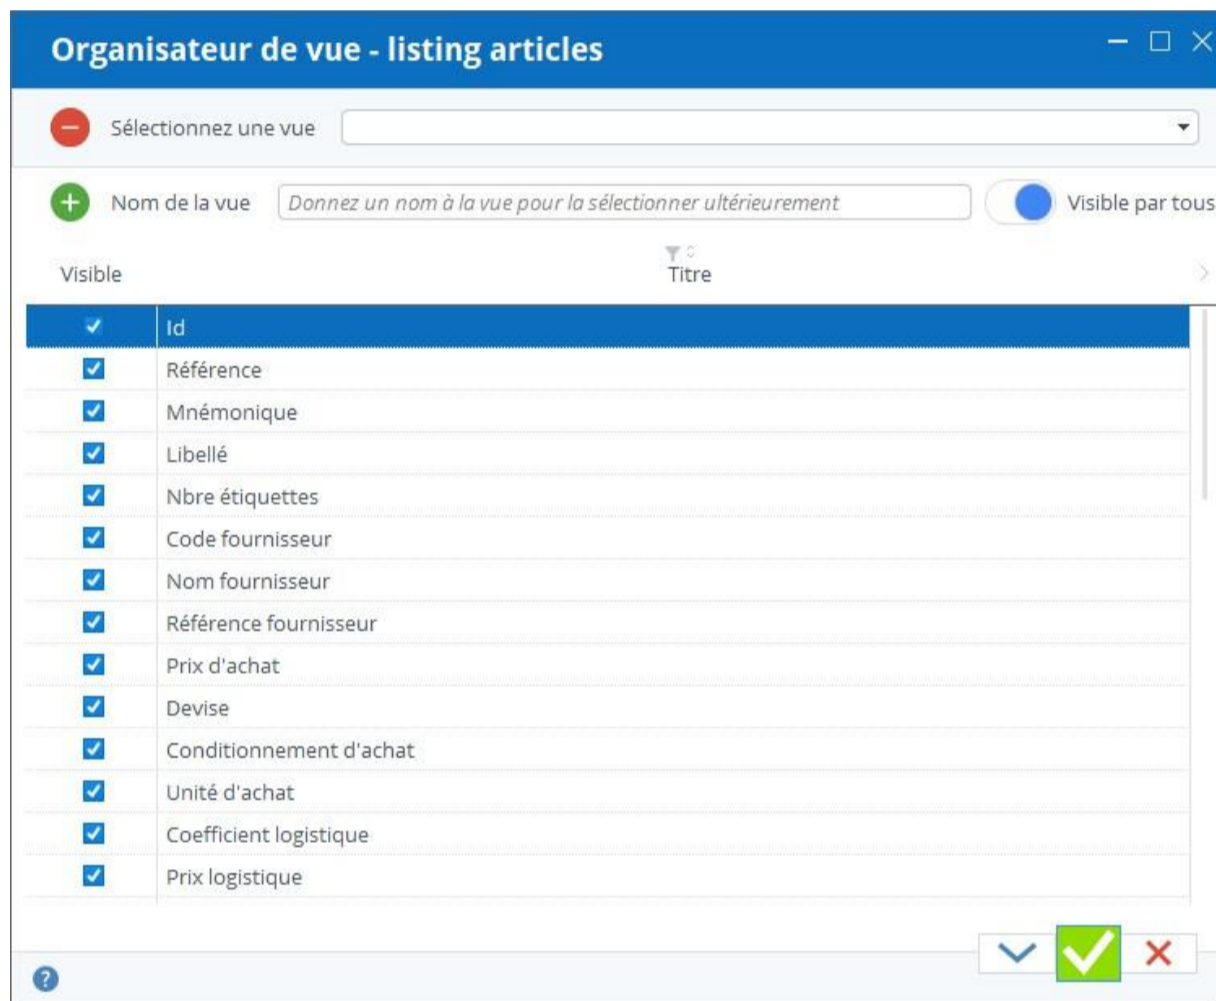 Organisateur de vue - listing articles
Sélectionnez une vue
Nom de la vue Donnez un nom à la vue pour la sélectionner ultérieurement Visible par tous
Visible Titre
Id
Référence
Mnémonique
Libellé
Nbre étiquettes
Code fournisseur
Nom fournisseur
Référence fournisseur
Prix d'achat
Devise
Conditionnement d'achat
Unité d'achat
Coefficient logistique
Prix logistique